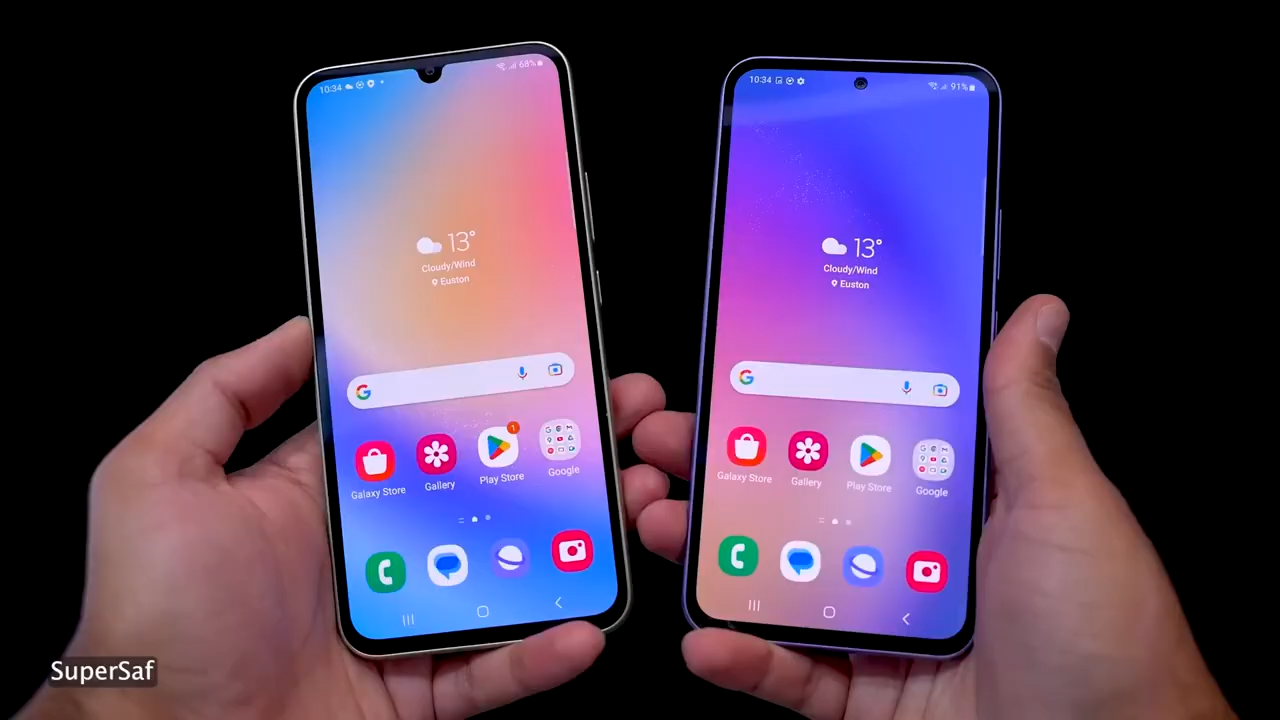 10:34
68%
13°
Cloudy/Wind
Euston
G
1
Galaxy Store
Gallery
Play Store
Google
10:34
91%
13°
Cloudy/Wind
Euston
G
Galaxy Store
Gallery
Play Store
Google
SuperSaf